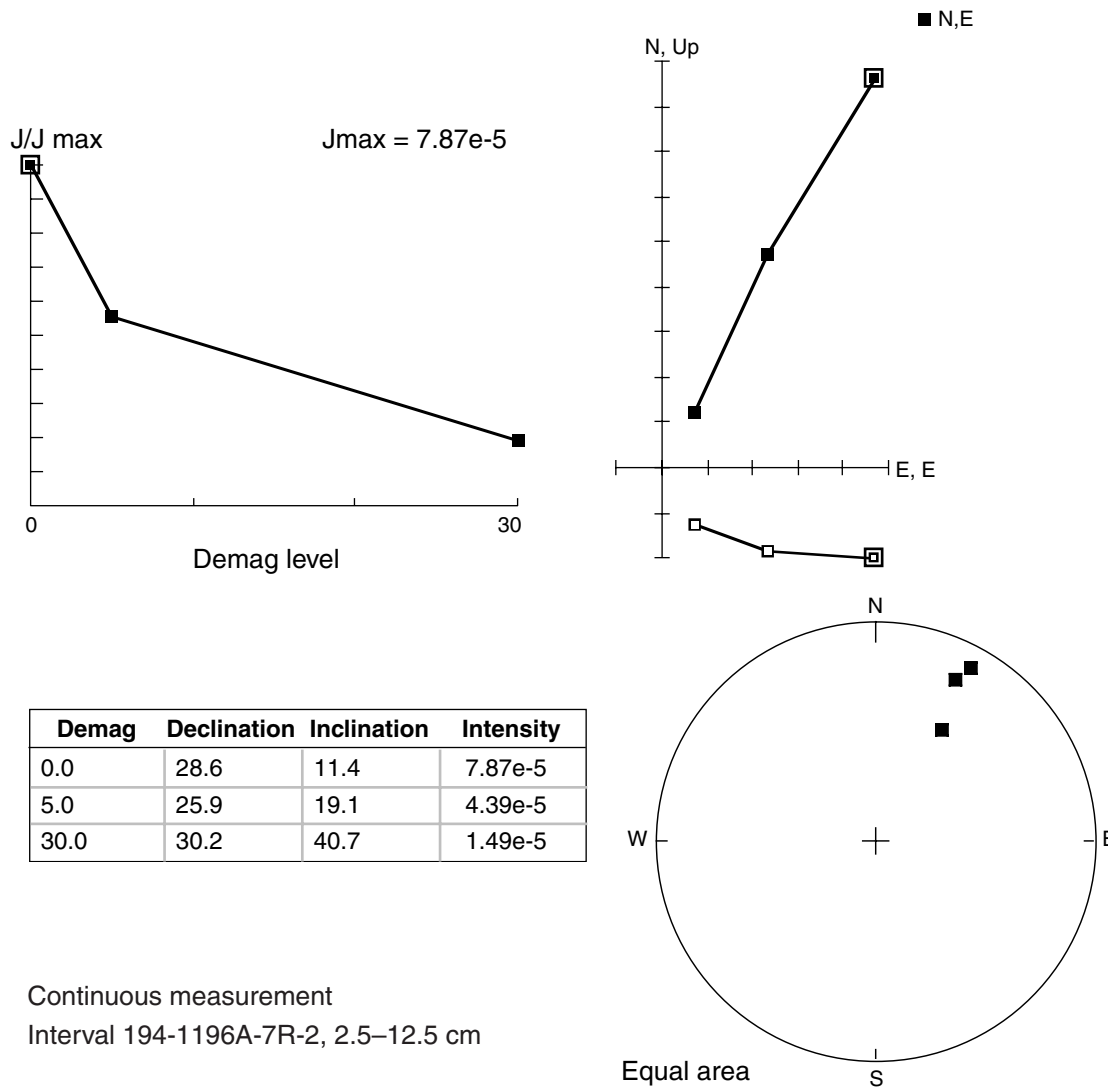 N,E
N, Up
J/J max
Jmax = 7.87e-5
E, E
0
30
Demag level
N
Demag Declination Inclination Intensity
0.0 28.6 11.4 7.87e-5
5.0 25.9 19.1 4.39e-5
30.0 30.2 40.7 1.49e-5
W
E
Continuous measurement
Interval 194-1196A-7R-2, 2.5–12.5 cm
Equal area
S